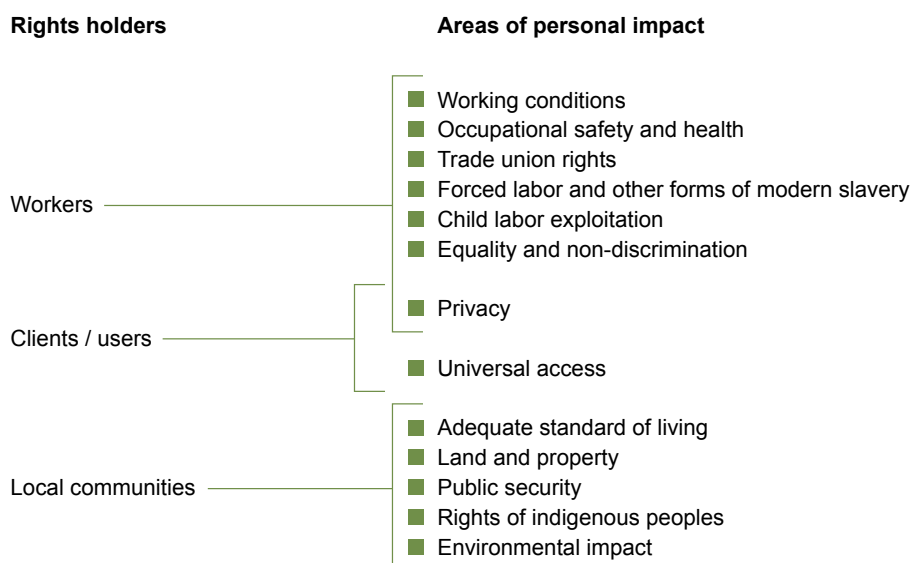 Rights holders
Areas of personal impact
Workers
Working conditions
Occupational safety and health
Trade union rights
Forced labor and other forms of modern slavery
Child labor exploitation
Equality and non-discrimination
Privacy
Clients / users
Universal access
Local communities
Adequate standard of living
Land and property
Public security
Rights of indigenous peoples
Environmental impact